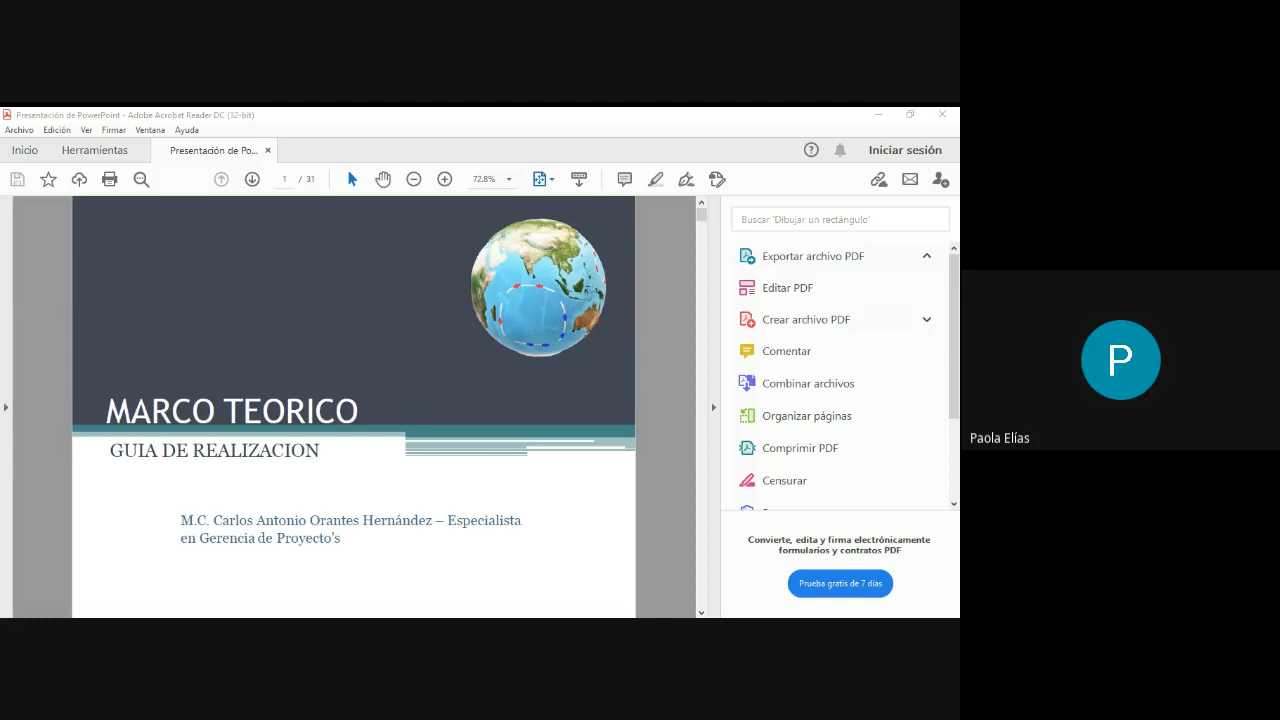 Presentación de PowerPoint - Adobe Acrobat Reader DC (32-bit)
Archivo Edición Ver Firmar Ventana Ayuda
Inicio Herramientas Presentación de Po... × Iniciar sesión
1 / 31 72.8%
Buscar 'Dibujar un rectángulo'
Exportar archivo PDF
Editar PDF
Crear archivo PDF
Comentar
Combinar archivos
Organizar páginas
Comprimir PDF
Censurar
Convierte, edita y firma electrónicamente
formularios y contratos PDF
Prueba gratis de 7 días
MARCO TEORICO
GUIA DE REALIZACION
M.C. Carlos Antonio Orantes Hernández – Especialista
en Gerencia de Proyecto's
P
Paola Elías